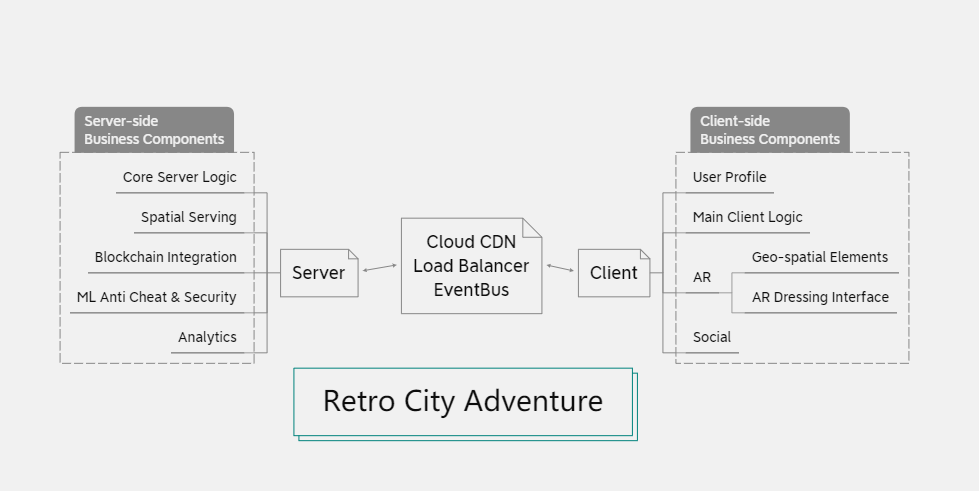 Server-side
Business Components
Core Server Logic
Spatial Serving
Blockchain Integration
ML Anti Cheat & Security
Analytics
Server
Cloud CDN
Load Balancer
EventBus
Client
Client-side
Business Components
User Profile
Main Client Logic
AR
Geo-spatial Elements
AR Dressing Interface
Social
Retro City Adventure